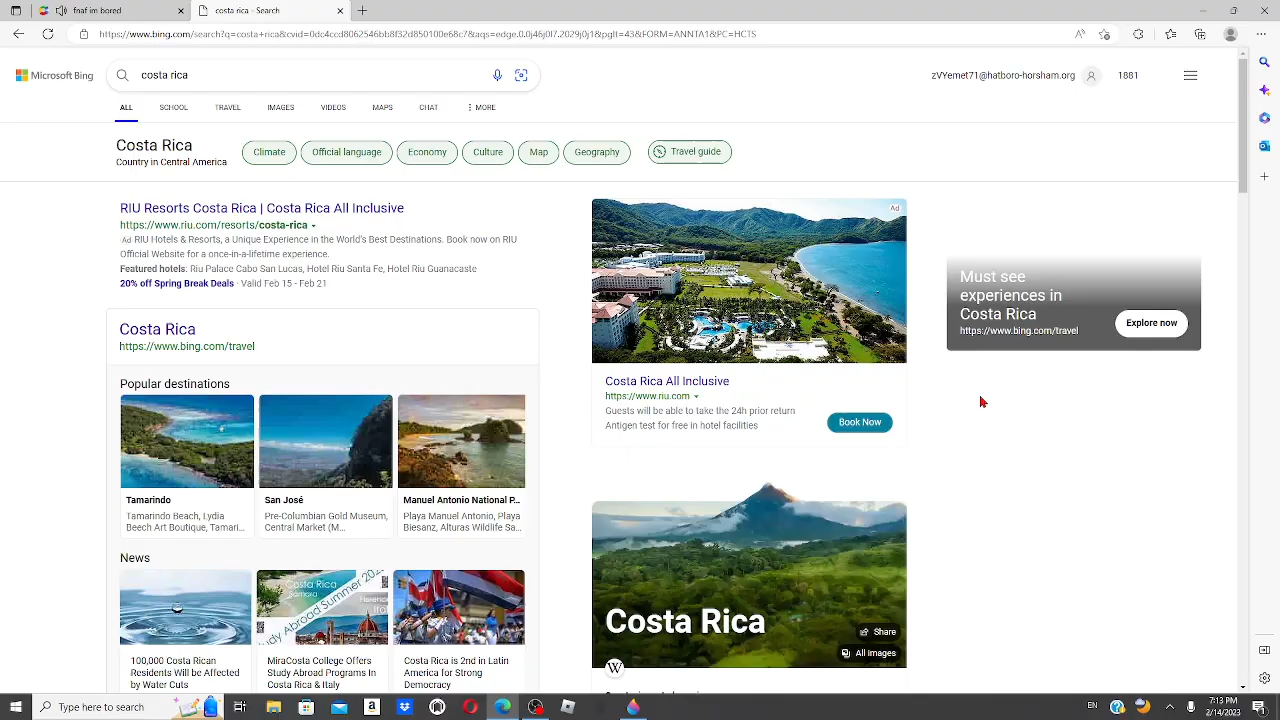 fnaf im bored
costa rica - Search
https://www.bing.com/search?q=costa+rica&cvid=0dc4ccd8062546bb8f32d850100e68c7&aqs=edge.0.0j46j0l7.2029j0j1&pglt=43&FORM=ANNTA1&PC=HCTS
Microsoft Bing
costa rica
zVYemet71@hatboro-horsham.org
1881
ALL
SCHOOL
TRAVEL
IMAGES
VIDEOS
MAPS
CHAT
MORE
Costa Rica
Country in Central America
Climate
Official language
Economy
Culture
Map
Geography
Travel guide
RIU Resorts Costa Rica | Costa Rica All Inclusive
https://www.riu.com/resorts/costa-rica
Ad RIU Hotels & Resorts, a Unique Experience in the World's Best Destinations. Book now on RIU
Official Website for a once-in-a-lifetime experience.
Featured hotels: Riu Palace Cabo San Lucas, Hotel Riu Santa Fe, Hotel Riu Guanacaste
20% off Spring Break Deals · Valid Feb 15 - Feb 21
Costa Rica
https://www.bing.com/travel
Popular destinations
Tamarindo
Tamarindo Beach, Lydia
Beech Art Boutique, Tamari...
San José
Pre-Columbian Gold Museum,
Central Market (M...
Manuel Antonio National P...
Playa Manuel Antonio, Playa
Biesanz, Alturas Wildlife Sa...
News
100,000 Costa Rican
Residents Will be Affected
by Water Cuts
Costa Rica
Samara
Florence
Study Abroad Summer 202
MiraCosta College Offers
Study Abroad Programs In
Costa Rica & Italy
Costa Rica is 2nd in Latin
America for Strong
Democracy
Ad
Costa Rica All Inclusive
https://www.riu.com
Guests will be able to take the 24h prior return
Antigen test for free in hotel facilities
Book Now
Costa Rica
Share
All Images
W
Must see
experiences in
Costa Rica
https://www.bing.com/travel
Explore now
Type here to search
EN
7:13 PM
2/14/2023